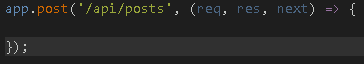 app.post('/api/posts', (req, res, next) => {
});